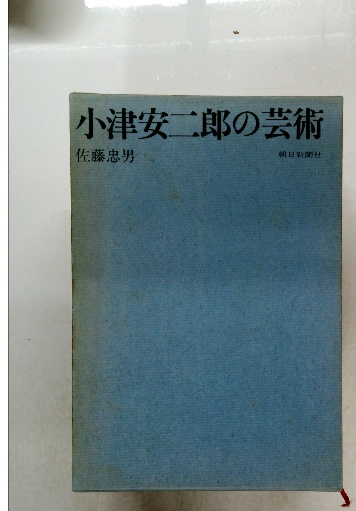 小津安二郎の芸術
佐藤忠男
朝日新聞社